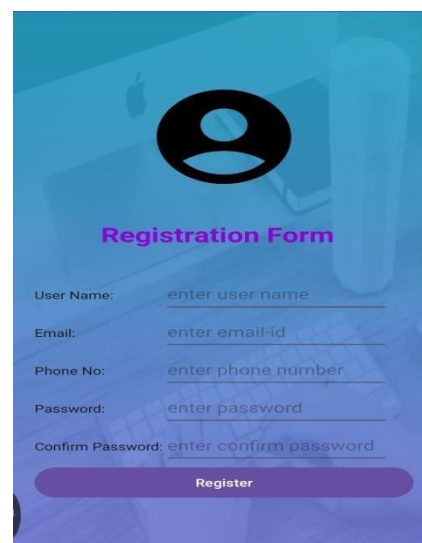 Registration Form
User Name: enter user name
Email: enter email-id
Phone No: enter phone number
Password: enter password
Confirm Password: enter confirm password
Register